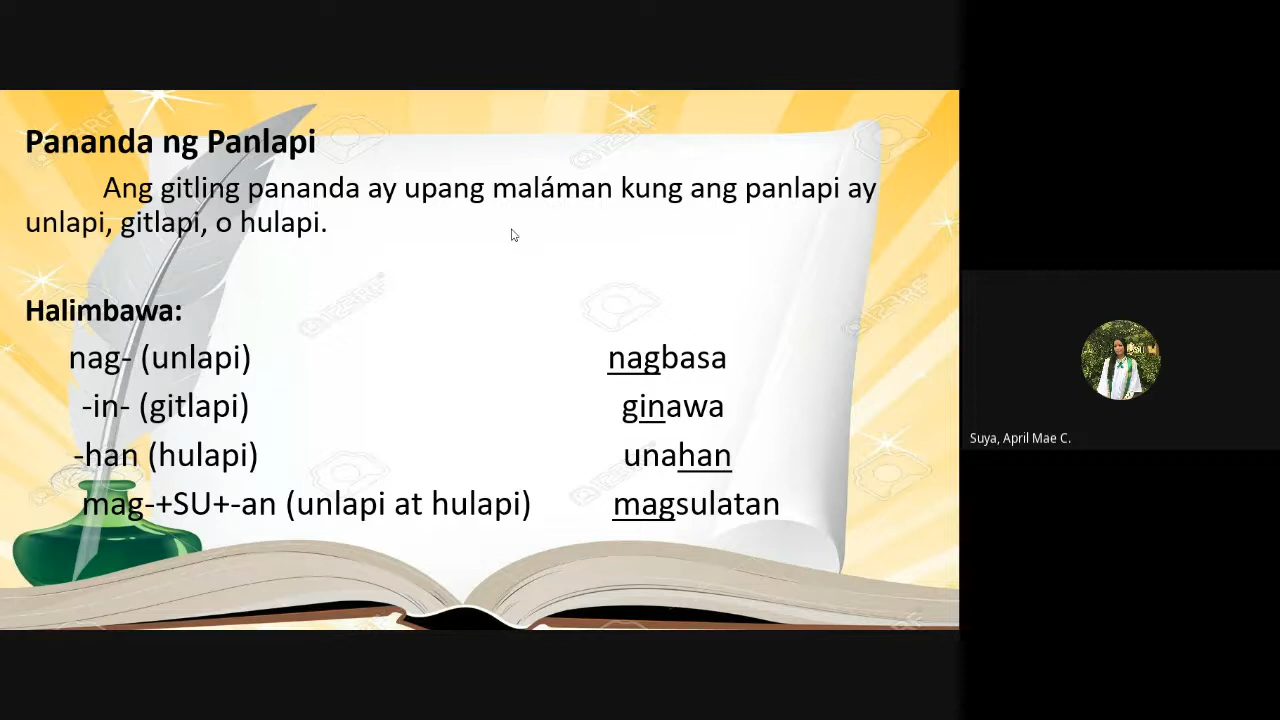 Pananda ng Panlapi
Ang gitling pananda ay upang maláman kung ang panlapi ay
unlapi, gitlapi, o hulapi.
Halimbawa:
nag- (unlapi) nagbasa
-in- (gitlapi) ginawa
-han (hulapi) unahan
mag-+SU+-an (unlapi at hulapi) magsulatan
Suya, April Mae C.